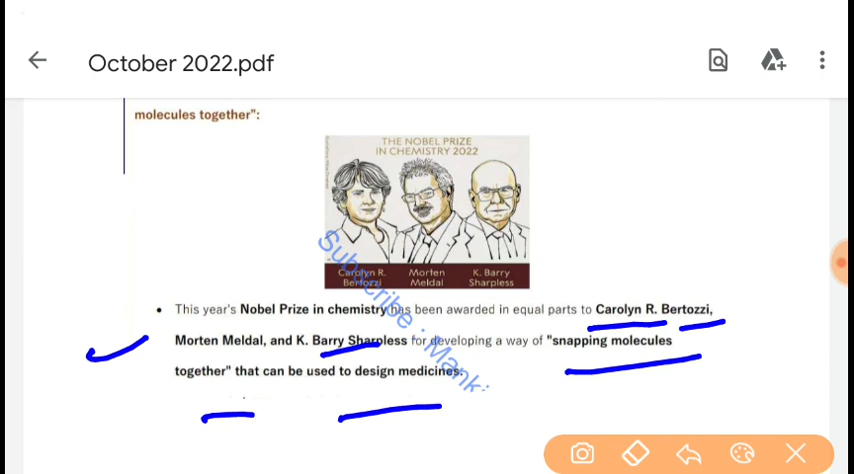 October 2022.pdf
molecules together":
THE NOBEL PRIZE
IN CHEMISTRY 2022
Carolyn R. Bertozzi
Morten Meldal
K. Barry Sharpless
• This year's Nobel Prize in chemistry has been awarded in equal parts to Carolyn R. Bertozzi,
Morten Meldal, and K. Barry Sharpless for developing a way of "snapping molecules
together" that can be used to design medicines.
Subscribe : Manki